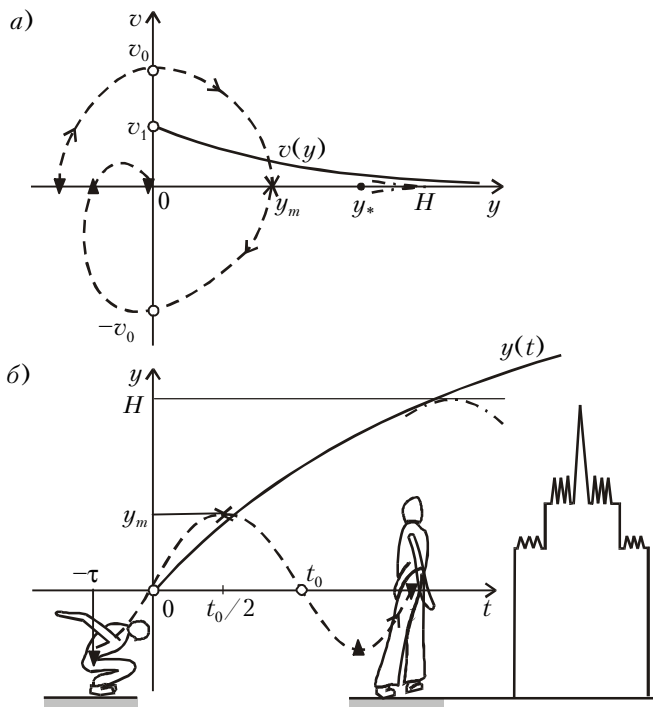 а)
v
v₀
v₁
v(y)
0
yₘ
y*
H
y
−v₀
б)
y
y(t)
H
yₘ
−τ
t₀
0
t₀/2
t